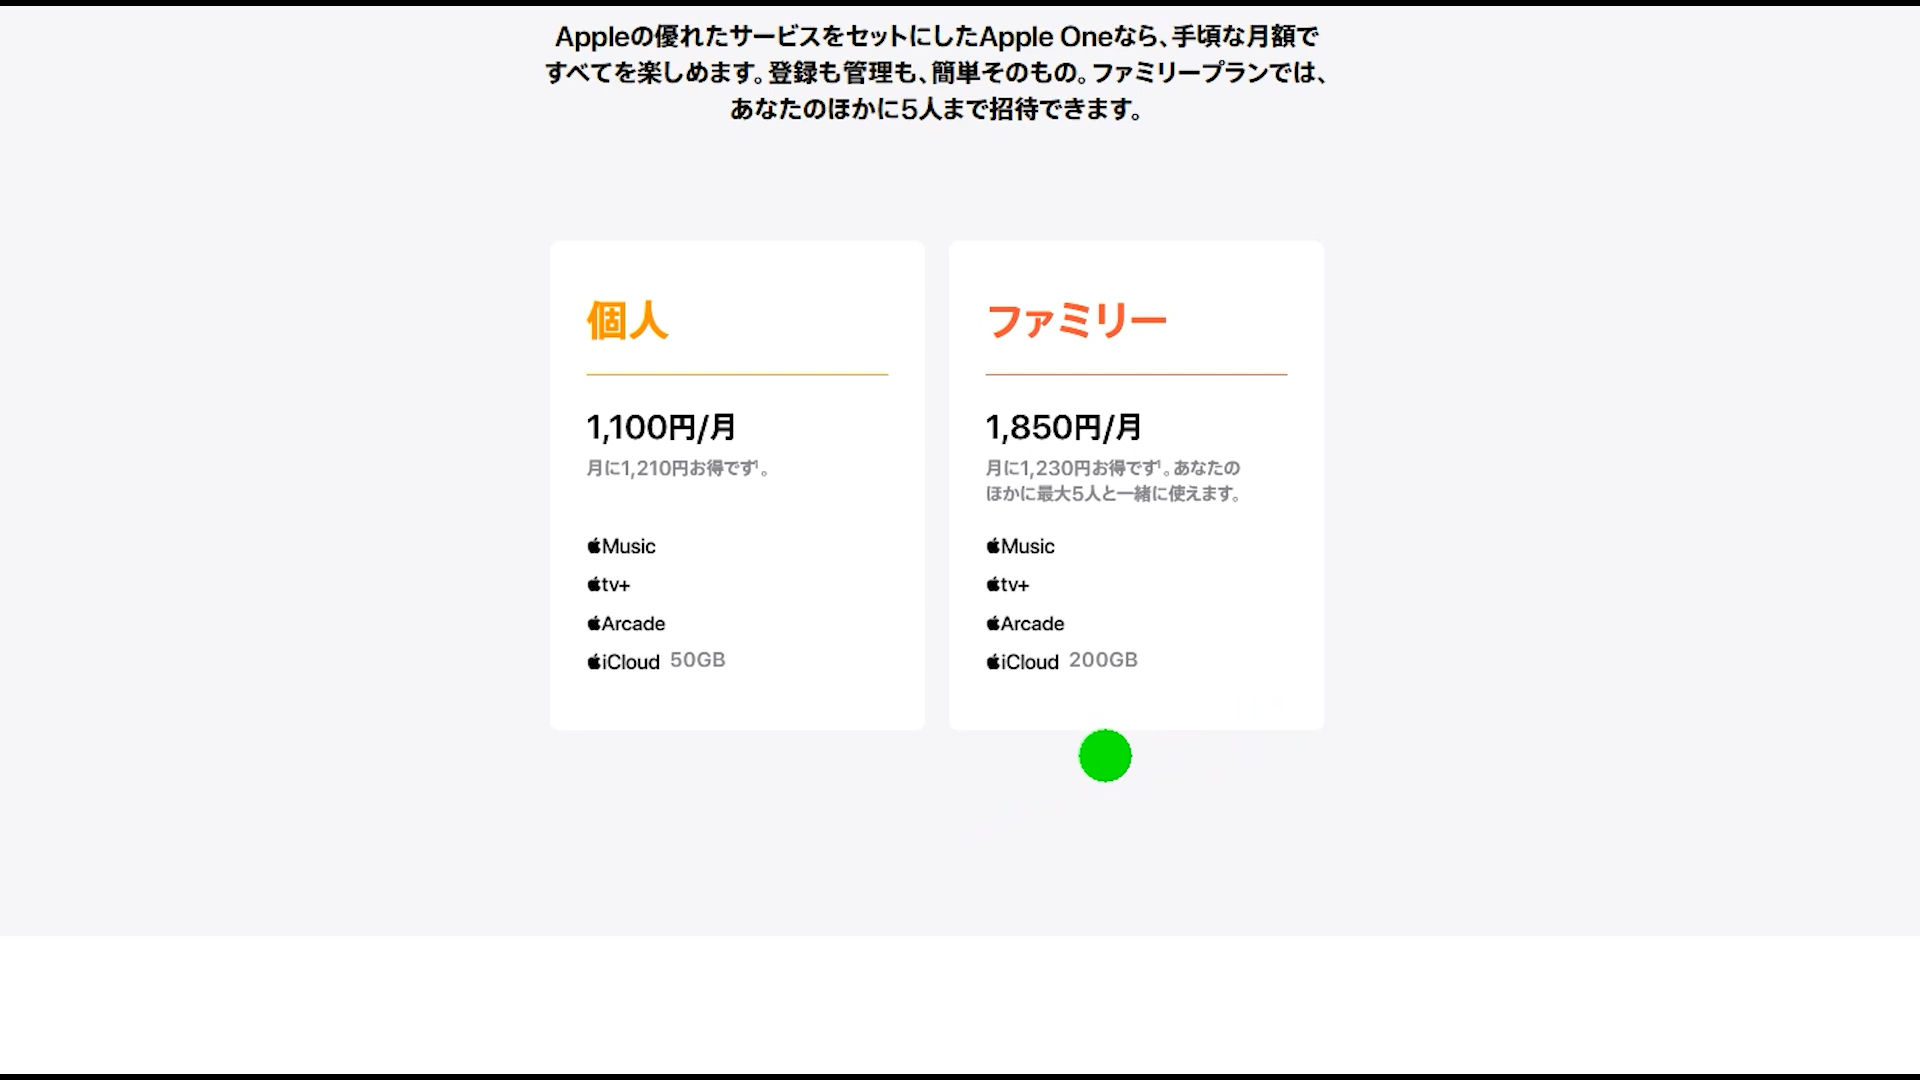 Appleの優れたサービスをセットにしたApple Oneなら、手頃な月額で
すべてを楽しめます。登録も管理も、簡単そのもの。ファミリープランでは、
あなたのほかに5人まで招待できます。
個人
1,100円/月
月に1,210円お得です¹。
Music
tv+
Arcade
iCloud 50GB
ファミリー
1,850円/月
月に1,230円お得です¹。あなたの
ほかに最大5人と一緒に使えます。
Music
tv+
Arcade
iCloud 200GB